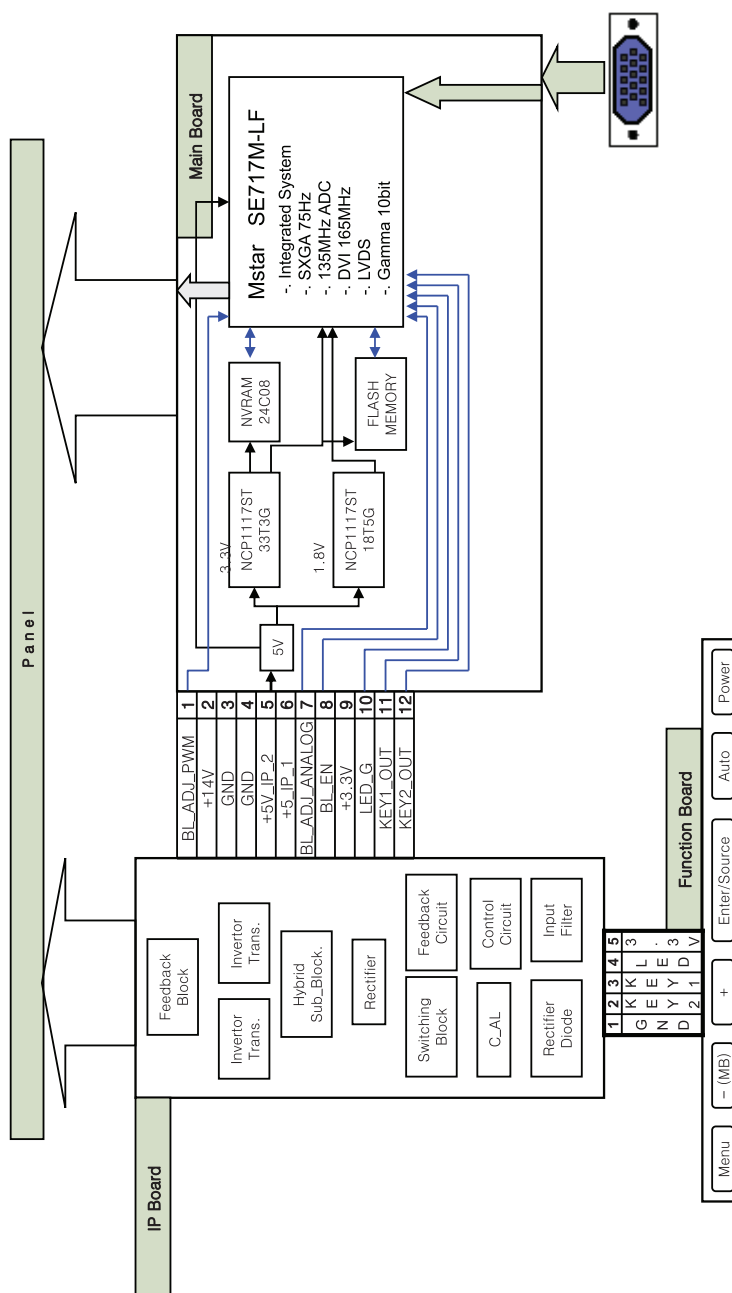 Panel
Main Board
Mstar SE717M-LF
-. Integrated System
-. SXGA 75Hz
-. 135MHz ADC
-. DVI 165MHz
-. LVDS
-. Gamma 10bit
NVRAM
24C08
FLASH
MEMORY
3.3V
NCP1117ST
33T3G
1.8V
NCP1117ST
18T5G
5V
BL_ADJ_PWM 1
+14V 2
GND 3
GND 4
+5V_IP_2 5
+5_IP_1 6
BL_ADJ_ANALOG 7
BL_EN 8
+3.3V 9
LED_G 10
KEY1_OUT 11
KEY2_OUT 12
IP Board
Feedback
Block
Invertor
Trans.
Invertor
Trans.
Hybrid
Sub_Block.
Rectifier
Switching
Block
Feedback
Circuit
C_AL
Control
Circuit
Rectifier
Diode
Input
Filter
1 2 3 4 5
G K K L 3
N E E E .
D Y Y D 3
2 1 V
Function Board
Menu
- (MB)
+
Enter/Source
Auto
Power